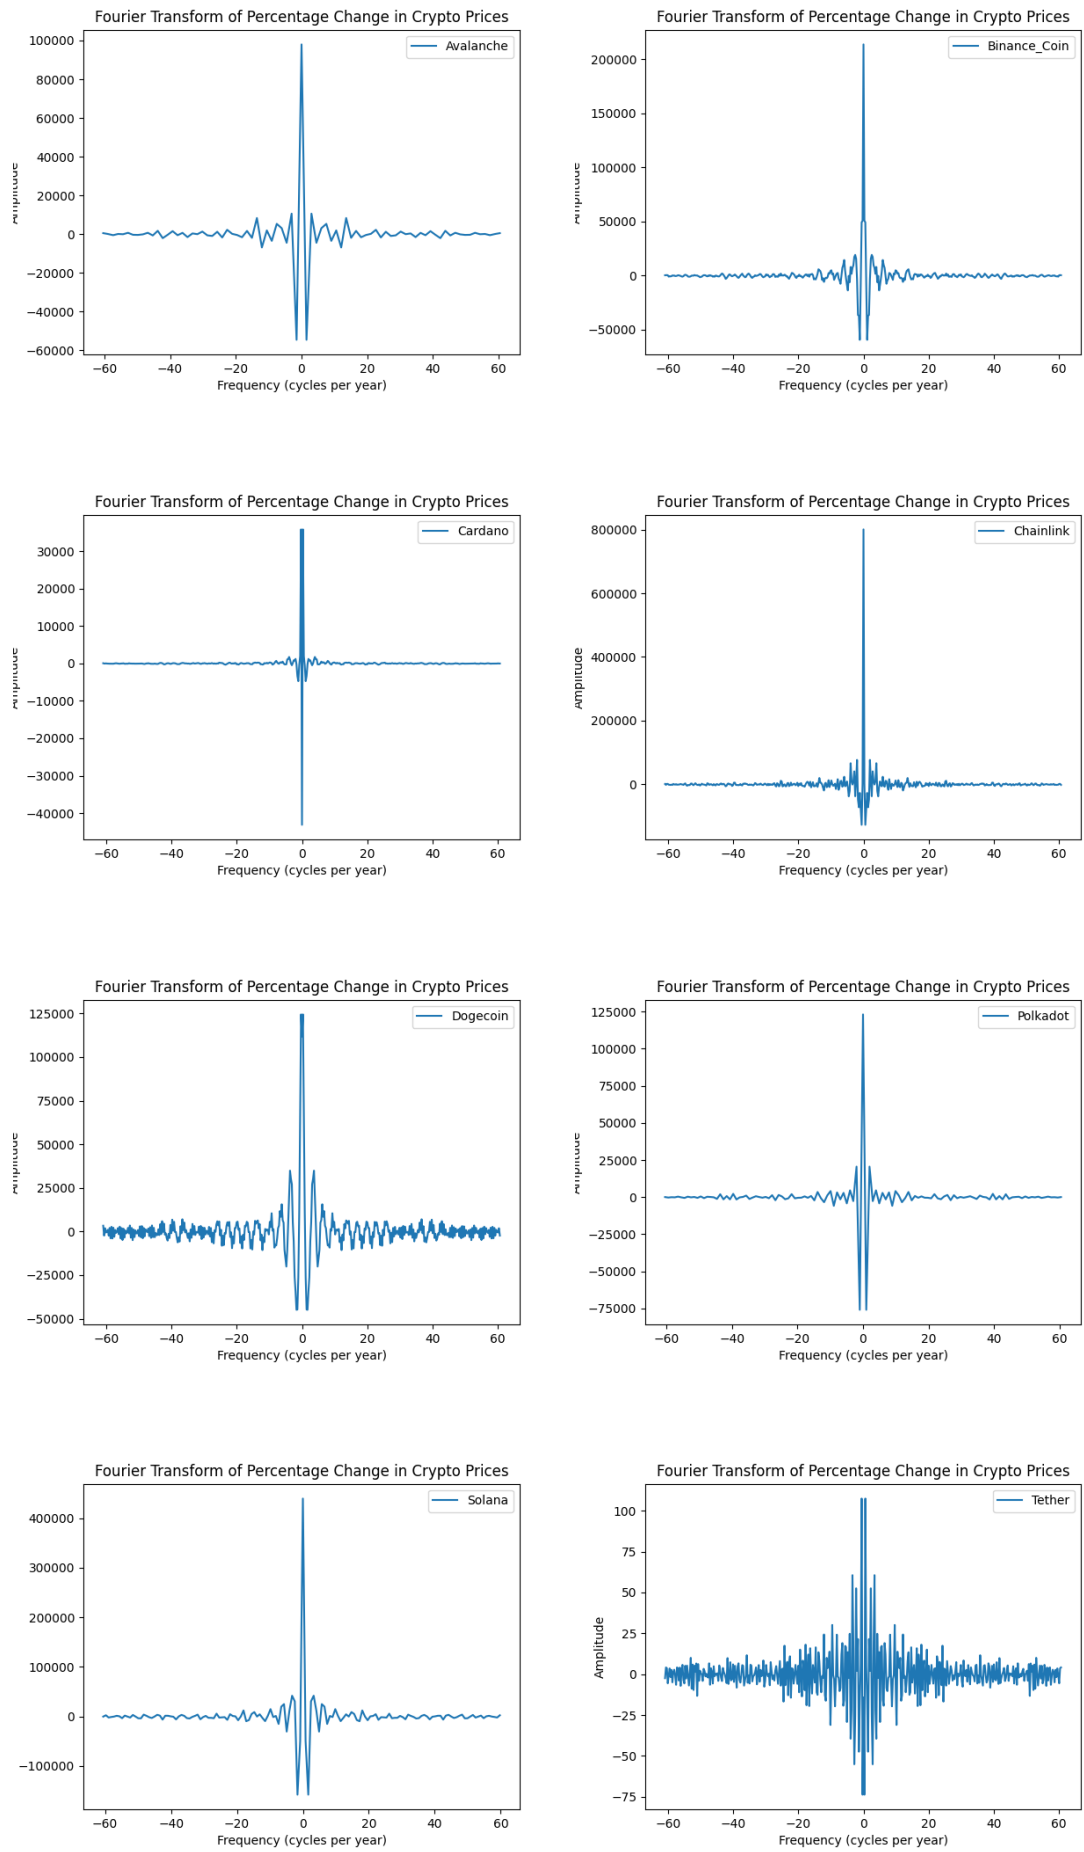 Fourier Transform of Percentage Change in Crypto Prices
Avalanche
100000
80000
60000
40000
20000
0
−20000
−40000
−60000
Amplitude
−60 −40 −20 0 20 40 60
Frequency (cycles per year)
Fourier Transform of Percentage Change in Crypto Prices
Binance_Coin
200000
150000
100000
50000
0
−50000
Amplitude
−60 −40 −20 0 20 40 60
Frequency (cycles per year)
Fourier Transform of Percentage Change in Crypto Prices
Cardano
30000
20000
10000
0
−10000
−20000
−30000
−40000
Amplitude
−60 −40 −20 0 20 40 60
Frequency (cycles per year)
Fourier Transform of Percentage Change in Crypto Prices
Chainlink
800000
600000
400000
200000
0
Amplitude
−60 −40 −20 0 20 40 60
Frequency (cycles per year)
Fourier Transform of Percentage Change in Crypto Prices
Dogecoin
125000
100000
75000
50000
25000
0
−25000
−50000
Amplitude
−60 −40 −20 0 20 40 60
Frequency (cycles per year)
Fourier Transform of Percentage Change in Crypto Prices
Polkadot
125000
100000
75000
50000
25000
0
−25000
−50000
−75000
Amplitude
−60 −40 −20 0 20 40 60
Frequency (cycles per year)
Fourier Transform of Percentage Change in Crypto Prices
Solana
400000
300000
200000
100000
0
−100000
−60 −40 −20 0 20 40 60
Frequency (cycles per year)
Fourier Transform of Percentage Change in Crypto Prices
Tether
100
75
50
25
0
−25
−50
−75
Amplitude
−60 −40 −20 0 20 40 60
Frequency (cycles per year)